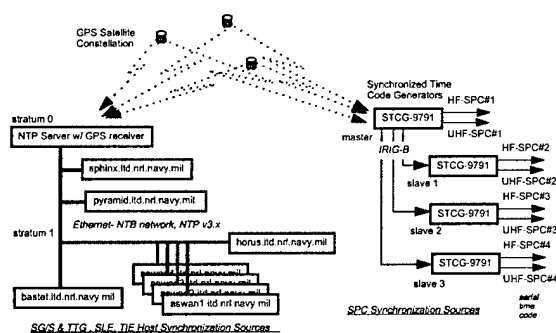 GPS Satellite
Constellation
stratum 0
NTP Server w/ GPS receiver
sphinx.itd.nrl.navy.mil
pyramid.itd.nrl.navy.mil
Ethernet- NTB network, NTP v3.x
stratum 1
horus.itd.nrl.navy.mil
bastet.itd.nrl.navy.mil
aswan1.itd.nrl.navy.mil
SG/S & TTG , SLE, TIE Host Synchronization Sources
Synchronized Time
Code Generators
STCG-9791
HF-SPC#1
UHF-SPC#1
master
IRIG-B
STCG-9791
HF-SPC#2
UHF-SPC#2
slave 1
STCG-9791
HF-SPC#3
UHF-SPC#3
slave 2
STCG-9791
HF-SPC#4
UHF-SPC#4
slave 3
serial
time
code
SPC Synchronization Sources